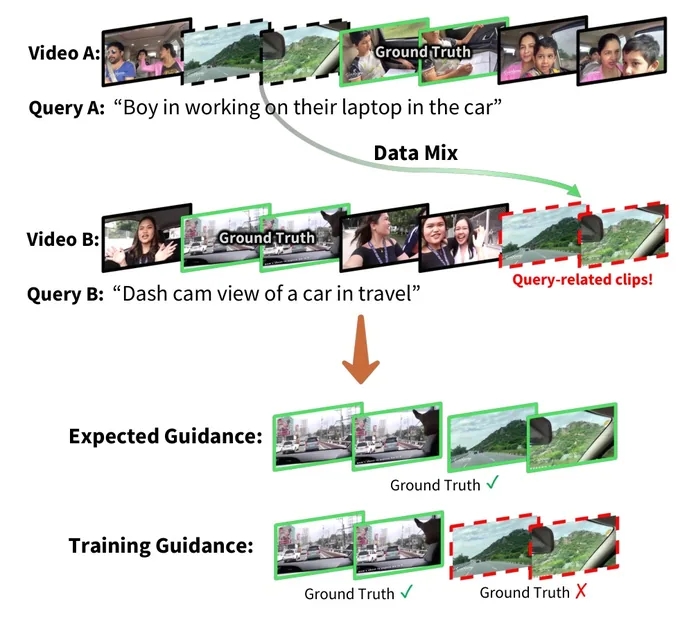 Video A:
Ground Truth
Query A: “Boy in working on their laptop in the car”
Data Mix
Video B:
Ground Truth
Query-related clips!
Query B: “Dash cam view of a car in travel”
Expected Guidance:
Ground Truth ✓
Training Guidance:
Ground Truth ✓
Ground Truth ✗